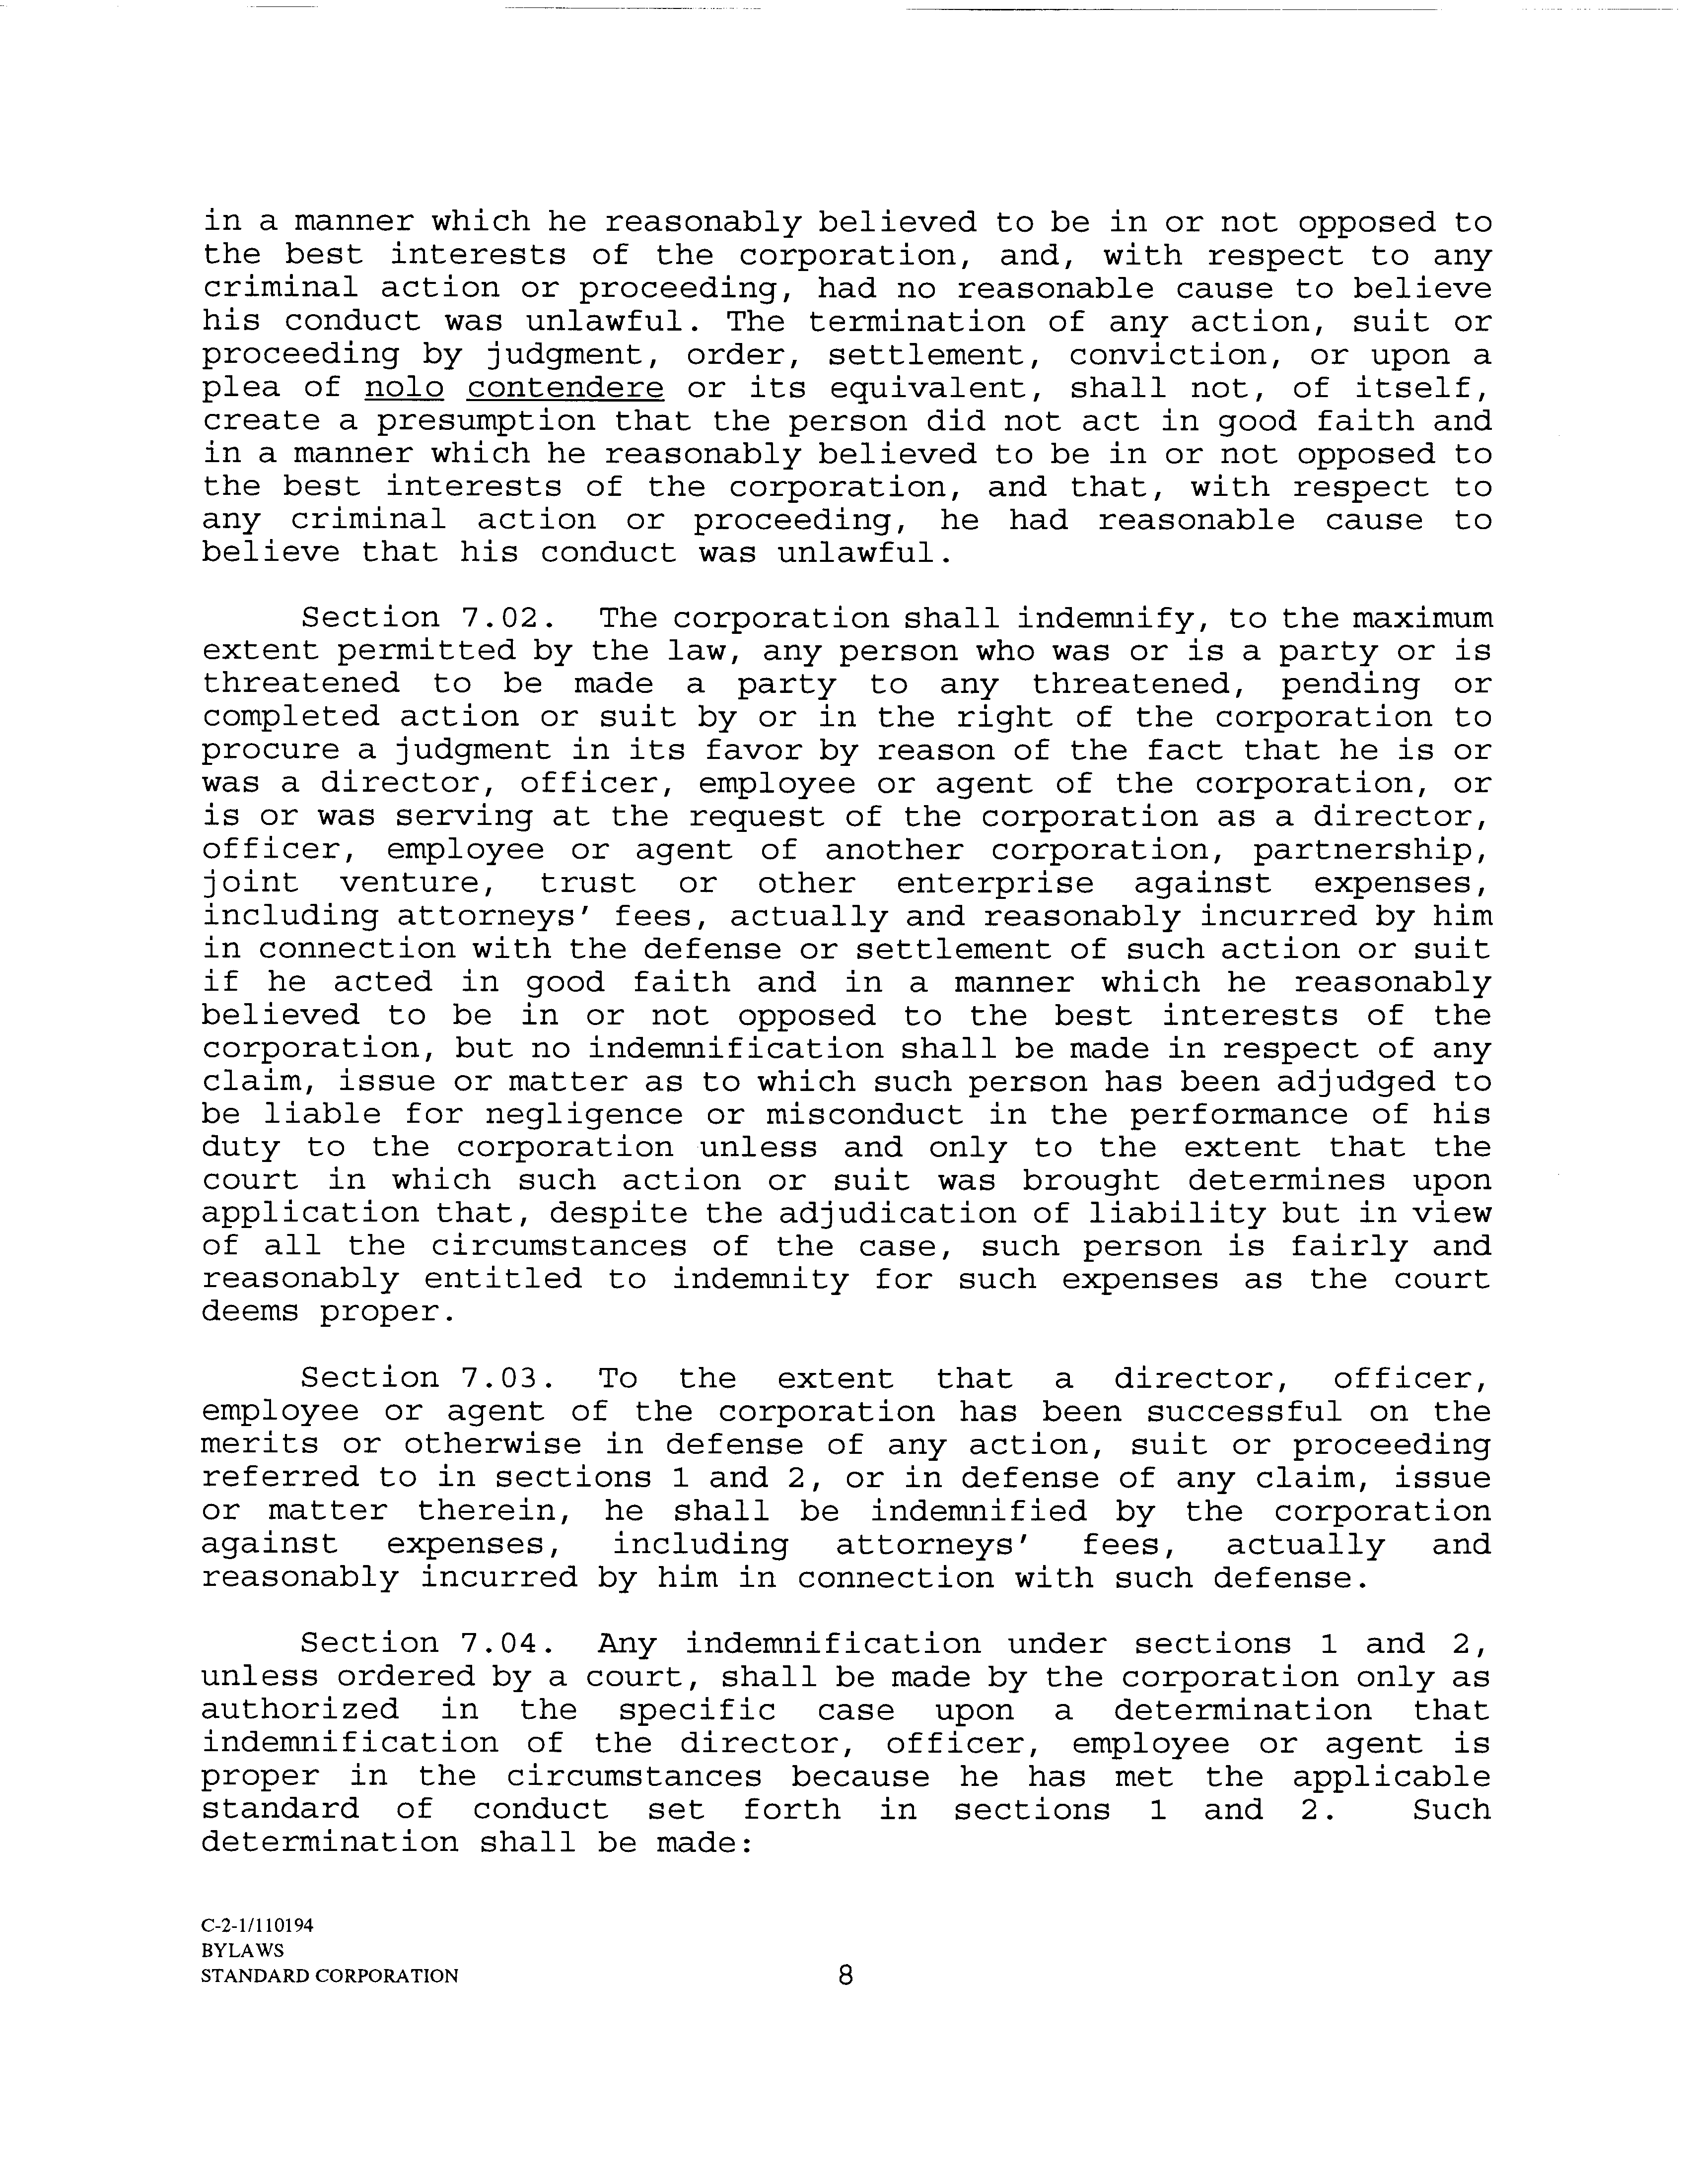 in a manner which he reasonably believed to be in or not opposed to
the best interests of the corporation, and, with respect to any
criminal action or proceeding, had no reasonable cause to believe
his conduct was unlawful. The termination of any action, suit or
proceeding by judgment, order, settlement, conviction, or upon a
plea of nolo contendere or its equivalent, shall not, of itself,
create a presumption that the person did not act in good faith and
in a manner which he reasonably believed to be in or not opposed to
the best interests of the corporation, and that, with respect to
any criminal action or proceeding, he had reasonable cause to
believe that his conduct was unlawful.
Section 7.02. The corporation shall indemnify, to the maximum
extent permitted by the law, any person who was or is a party or is
threatened to be made a party to any threatened, pending or
completed action or suit by or in the right of the corporation to
procure a judgment in its favor by reason of the fact that he is or
was a director, officer, employee or agent of the corporation, or
is or was serving at the request of the corporation as a director,
officer, employee or agent of another corporation, partnership,
joint venture, trust or other enterprise against expenses,
including attorneys' fees, actually and reasonably incurred by him
in connection with the defense or settlement of such action or suit
if he acted in good faith and in a manner which he reasonably
believed to be in or not opposed to the best interests of the
corporation, but no indemnification shall be made in respect of any
claim, issue or matter as to which such person has been adjudged to
be liable for negligence or misconduct in the performance of his
duty to the corporation unless and only to the extent that the
court in which such action or suit was brought determines upon
application that, despite the adjudication of liability but in view
of all the circumstances of the case, such person is fairly and
reasonably entitled to indemnity for such expenses as the court
deems proper.
Section 7.03. To the extent that a director, officer,
employee or agent of the corporation has been successful on the
merits or otherwise in defense of any action, suit or proceeding
referred to in sections 1 and 2, or in defense of any claim, issue
or matter therein, he shall be indemnified by the corporation
against expenses, including attorneys' fees, actually and
reasonably incurred by him in connection with such defense.
Section 7.04. Any indemnification under sections 1 and 2,
unless ordered by a court, shall be made by the corporation only as
authorized in the specific case upon a determination that
indemnification of the director, officer, employee or agent is
proper in the circumstances because he has met the applicable
standard of conduct set forth in sections 1 and 2. Such
determination shall be made:
C-2-1/110194
BYLAWS
STANDARD CORPORATION 8